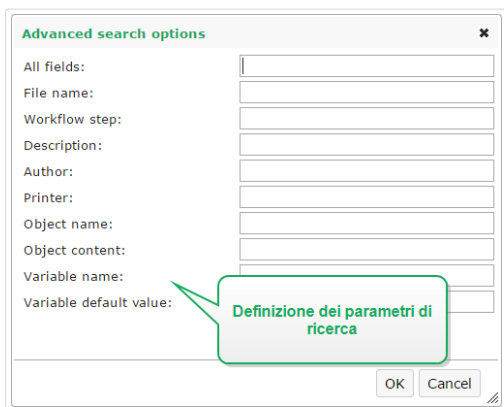 Advanced search options
All fields:
File name:
Workflow step:
Description:
Author:
Printer:
Object name:
Object content:
Variable name:
Variable default value:
Definizione dei parametri di
ricerca
OK Cancel